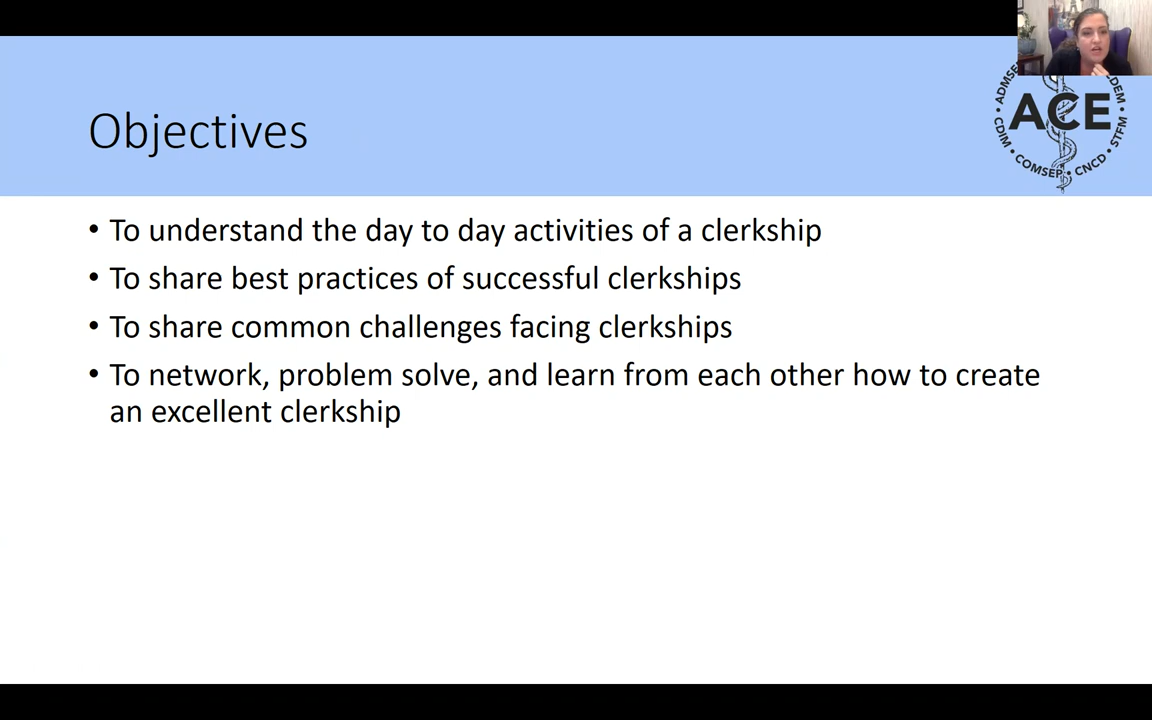 Objectives
ACE
CDIM • COMSEP • CNCD • STFM
• To understand the day to day activities of a clerkship
• To share best practices of successful clerkships
• To share common challenges facing clerkships
• To network, problem solve, and learn from each other how to create
an excellent clerkship